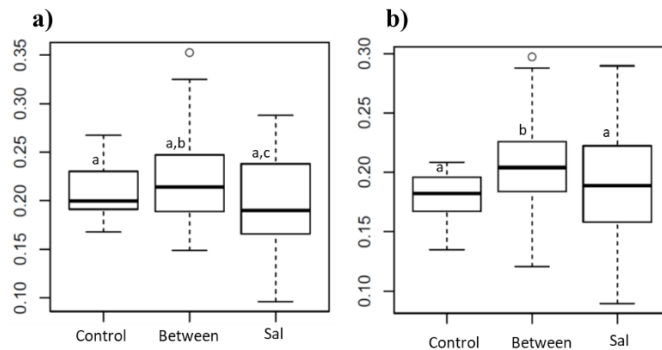 a)
0.35
0.30
0.25
0.20
0.15
0.10
a
a,b
a,c
Control
Between
Sal
b)
0.30
0.25
0.20
0.15
0.10
a
b
a
Control
Between
Sal